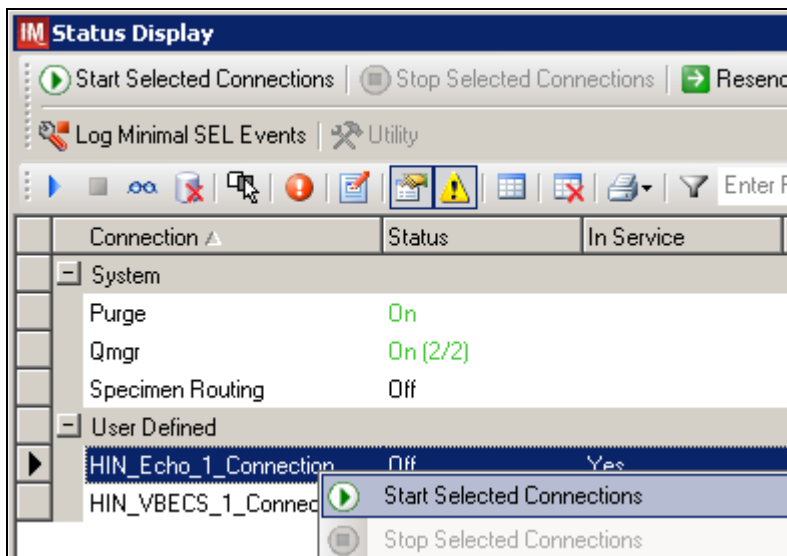 IM Status Display
Start Selected Connections Stop Selected Connections
Log Minimal SEL Events Utility
Enter
Connection Status In Service
System
Purge On
Qmgr On (2/2)
Specimen Routing Off
User Defined
HIN_Echo_1_Connection Off Yes
HIN_VBECS_1_Connec Start Selected Connections
Stop Selected Connections